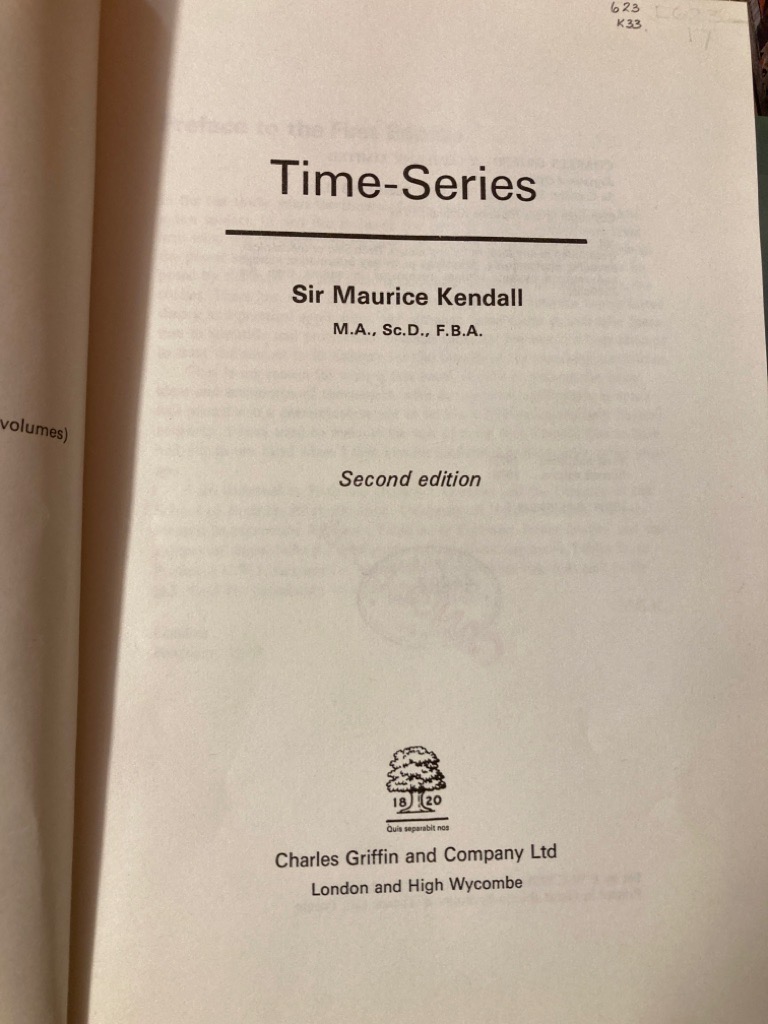 623
K33
Time-Series
Sir Maurice Kendall
M.A., Sc.D., F.B.A.
volumes)
Second edition
18 20
Quis separabit nos
Charles Griffin and Company Ltd
London and High Wycombe